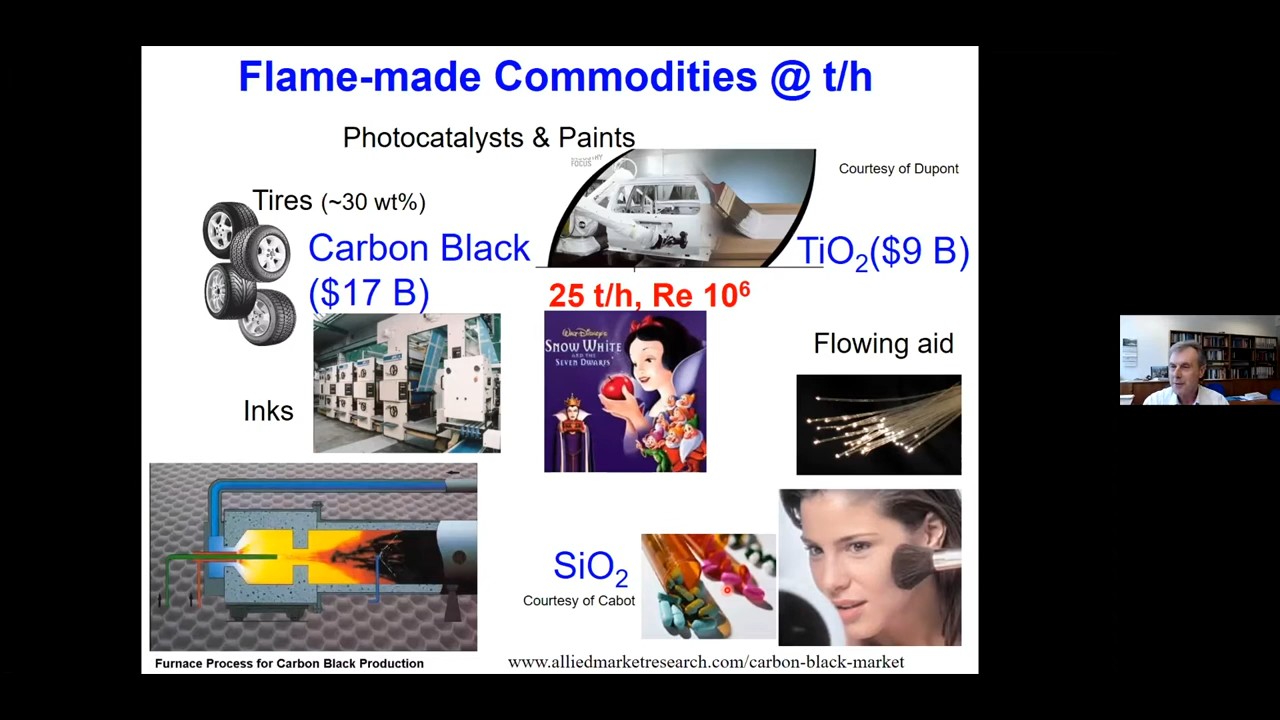 Flame-made Commodities @ t/h
Photocatalysts & Paints
FOCUS
Courtesy of Dupont
Tires (~30 wt%)
Carbon Black
($17 B)
TiO₂($9 B)
25 t/h, Re 10⁶
WALT DISNEY'S
SNOW WHITE
AND THE
SEVEN DWARFS
Flowing aid
Inks
SiO₂
Courtesy of Cabot
Furnace Process for Carbon Black Production
www.alliedmarketresearch.com/carbon-black-market